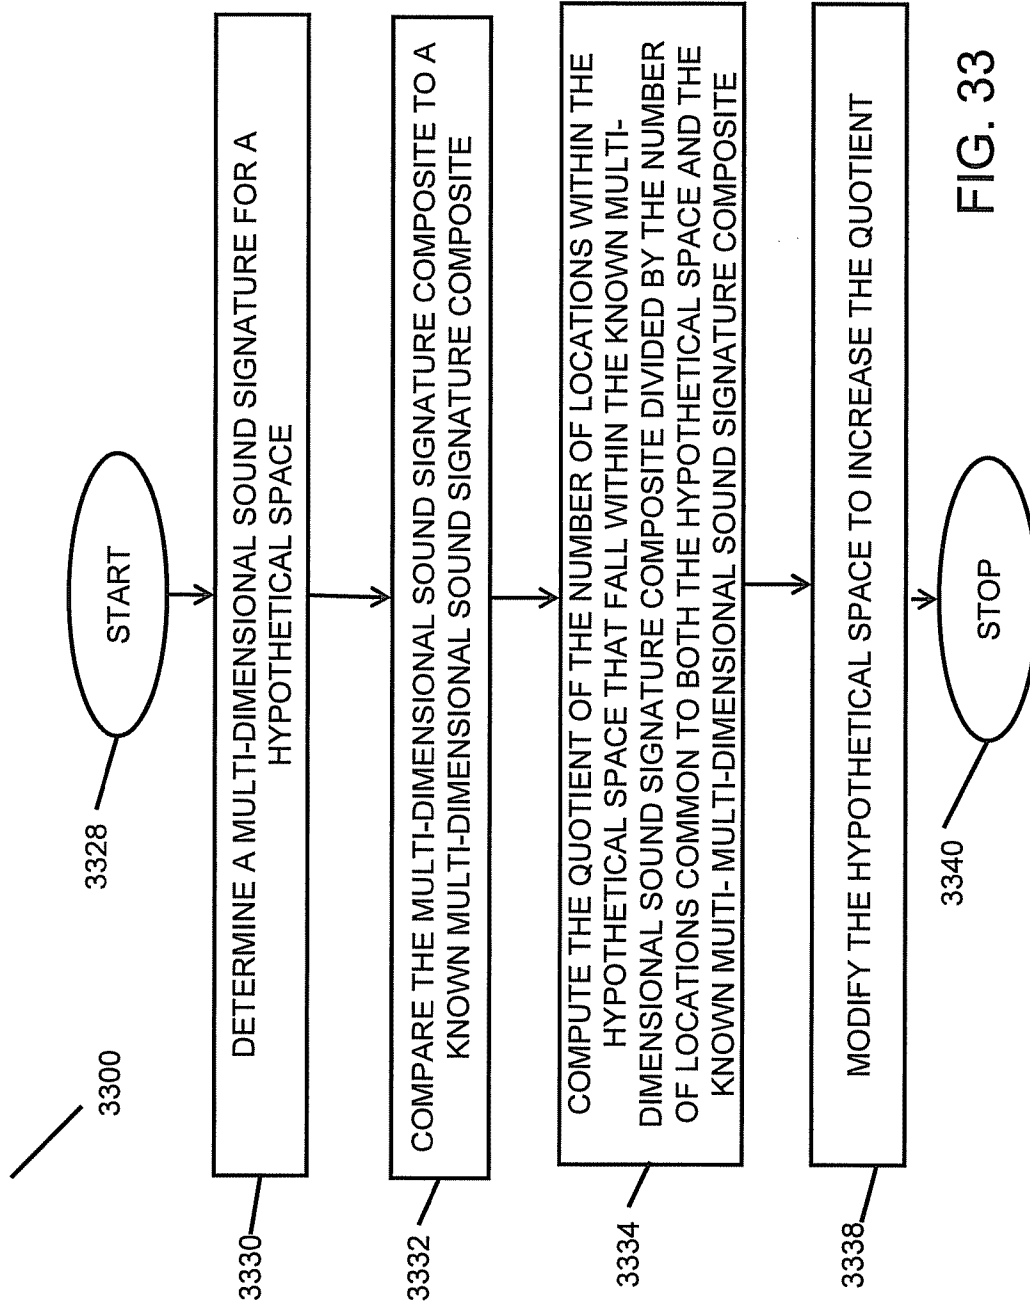 3300
3328
START
3330
DETERMINE A MULTI-DIMENSIONAL SOUND SIGNATURE FOR A
HYPOTHETICAL SPACE
3332
COMPARE THE MULTI-DIMENSIONAL SOUND SIGNATURE COMPOSITE TO A
KNOWN MULTI-DIMENSIONAL SOUND SIGNATURE COMPOSITE
3334
COMPUTE THE QUOTIENT OF THE NUMBER OF LOCATIONS WITHIN THE
HYPOTHETICAL SPACE THAT FALL WITHIN THE KNOWN MULTI-
DIMENSIONAL SOUND SIGNATURE COMPOSITE DIVIDED BY THE NUMBER
OF LOCATIONS COMMON TO BOTH THE HYPOTHETICAL SPACE AND THE
KNOWN MUITI- MULTI-DIMENSIONAL SOUND SIGNATURE COMPOSITE
3338
MODIFY THE HYPOTHETICAL SPACE TO INCREASE THE QUOTIENT
3340
STOP
FIG. 33